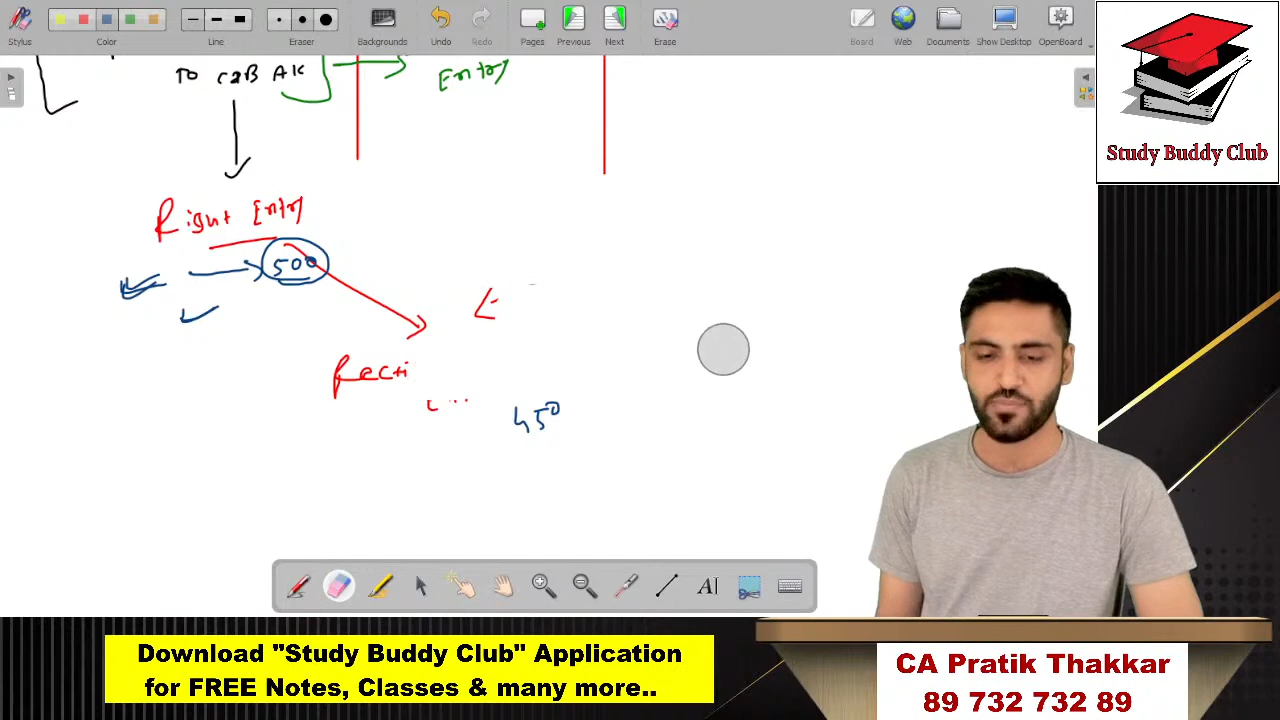 Stylus Color Line Eraser Backgrounds Undo Redo Pages Previous Next Erase Board Web Documents Show Desktop OpenBoard
To C2B A/c
Entry
Study Buddy Club
Right Entry
500
Recti
450
Download "Study Buddy Club" Application
for FREE Notes, Classes & many more..
CA Pratik Thakkar
89 732 732 89